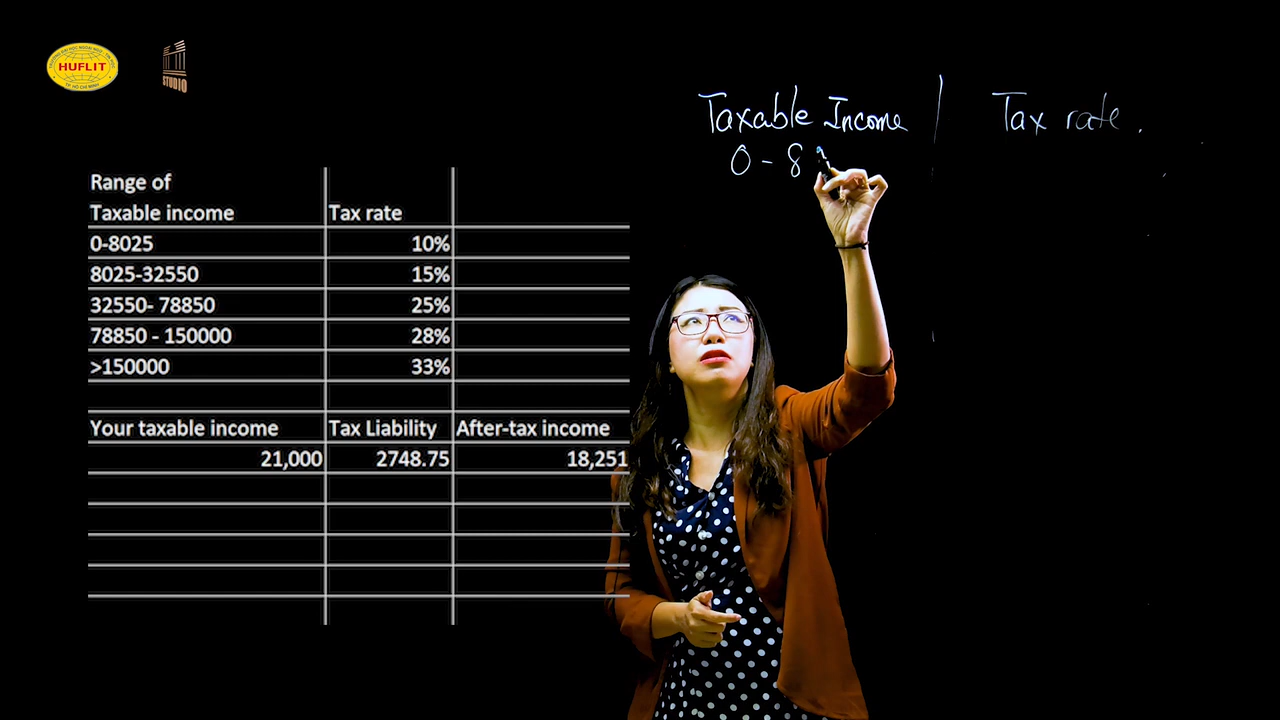 HUFLIT
STUDIO
Taxable Income | Tax rate.
0 - 8
Range of
Taxable income Tax rate
0-8025 10%
8025-32550 15%
32550- 78850 25%
78850 - 150000 28%
>150000 33%
Your taxable income Tax Liability After-tax income
21,000 2748.75 18,251